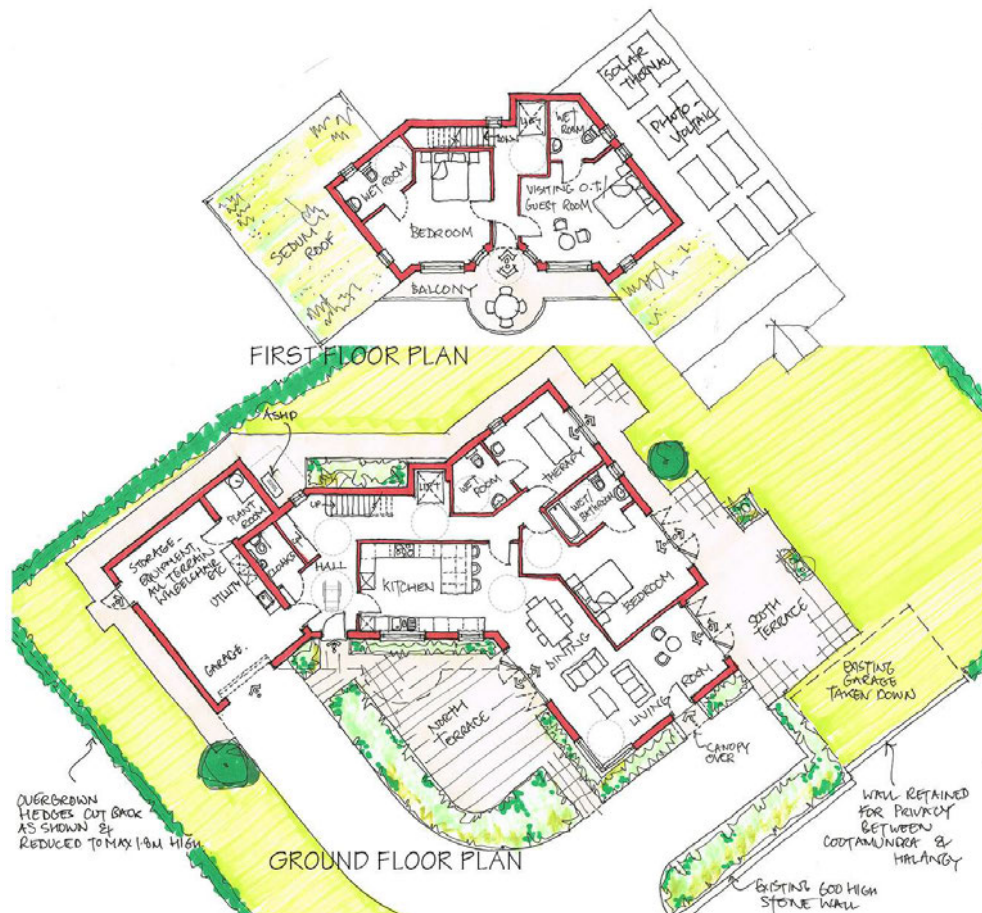 SOLAR
THERMAL
PHOTO-
VOLTAIC
LIFT
WET
ROOM
DOWN
WET ROOM
VISITING O.T./
GUEST ROOM
BEDROOM
SEDUM
ROOF
BALCONY
FIRST FLOOR PLAN
ASHP
THERAPY
WET
ROOM
LIFT
PLANT
ROOM
UP
WET/
BATHROOM
STORAGE
EQUIPMENT
ALL TERRAIN
WHEELCHAIR
ETC
CLOAKS
HALL
KITCHEN
UTILITY
BEDROOM
DINING
SOUTH
TERRACE
GARAGE
LIVING
ROOM
EXISTING
GARAGE
TAKEN DOWN
NORTH
TERRACE
CANOPY
OVER
OVERGROWN
HEDGES CUT BACK
AS SHOWN &
REDUCED TO MAX 1.8M HIGH.
WALL RETAINED
FOR PRIVACY
BETWEEN
COOTAMUNDRA &
HALANGY
GROUND FLOOR PLAN
EXISTING 600 HIGH
STONE WALL